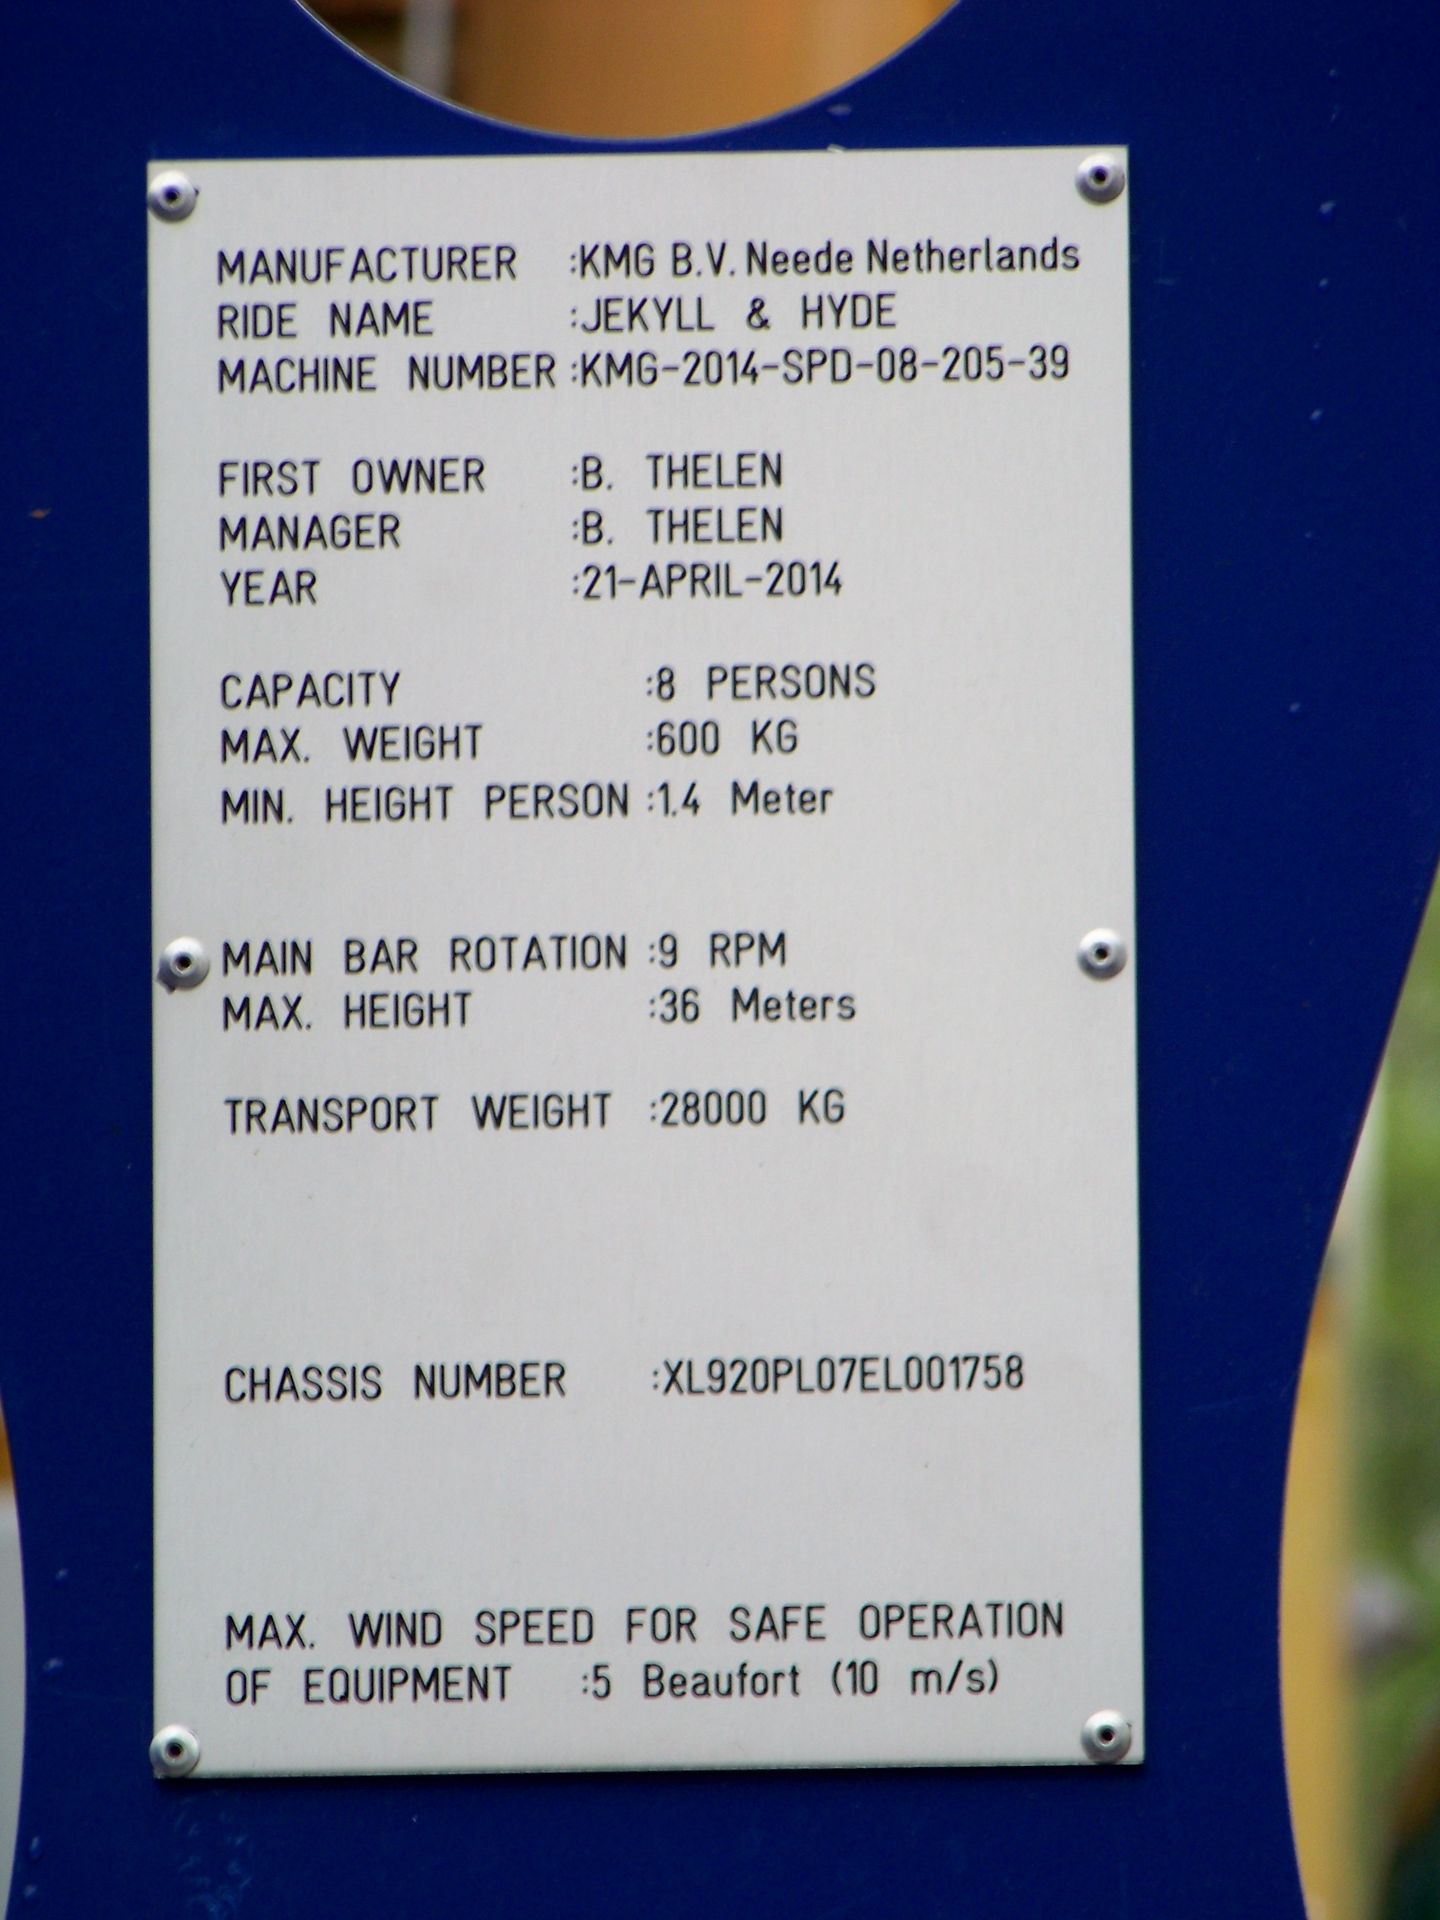 MANUFACTURER :KMG B.V. Neede Netherlands
RIDE NAME :JEKYLL & HYDE
MACHINE NUMBER :KMG-2014-SPD-08-205-39
FIRST OWNER :B. THELEN
MANAGER :B. THELEN
YEAR :21-APRIL-2014
CAPACITY :8 PERSONS
MAX. WEIGHT :600 KG
MIN. HEIGHT PERSON :1.4 Meter
MAIN BAR ROTATION :9 RPM
MAX. HEIGHT :36 Meters
TRANSPORT WEIGHT :28000 KG
CHASSIS NUMBER :XL920PL07EL001758
MAX. WIND SPEED FOR SAFE OPERATION
OF EQUIPMENT :5 Beaufort (10 m/s)